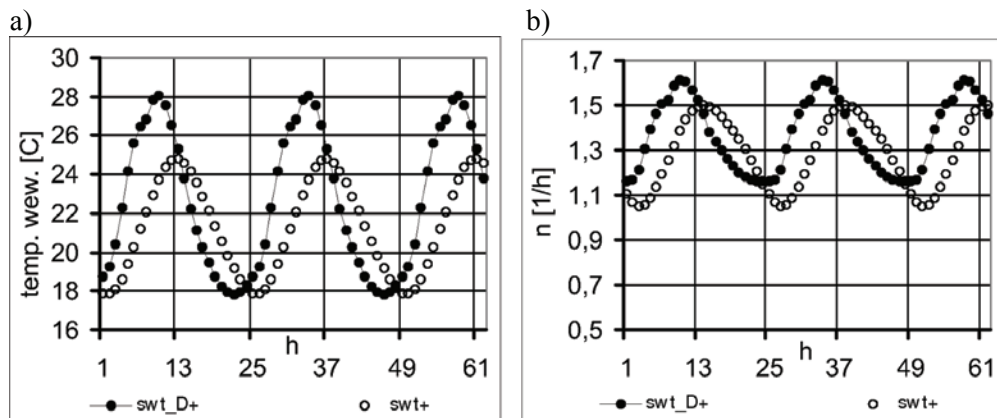 a)
30
28
26
24
22
20
18
16
temp. wew. [C]
1 13 25 37 49 61
h
swt_D+ swt+
b)
1,7
1,5
1,3
1,1
0,9
0,7
0,5
n [1/h]
1 13 25 37 49 61
h
swt_D+ swt+